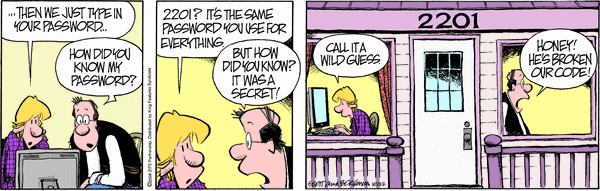 ...THEN WE JUST TYPE IN
YOUR PASSWORD..
HOW DID YOU
KNOW MY
PASSWORD?
2201? IT'S THE SAME
PASSWORD YOU USE FOR
EVERYTHING.
BUT HOW
DID YOU KNOW?
IT WAS A
SECRET!
2201
CALL IT A
WILD GUESS.
HONEY!
HE'S BROKEN
OUR CODE!